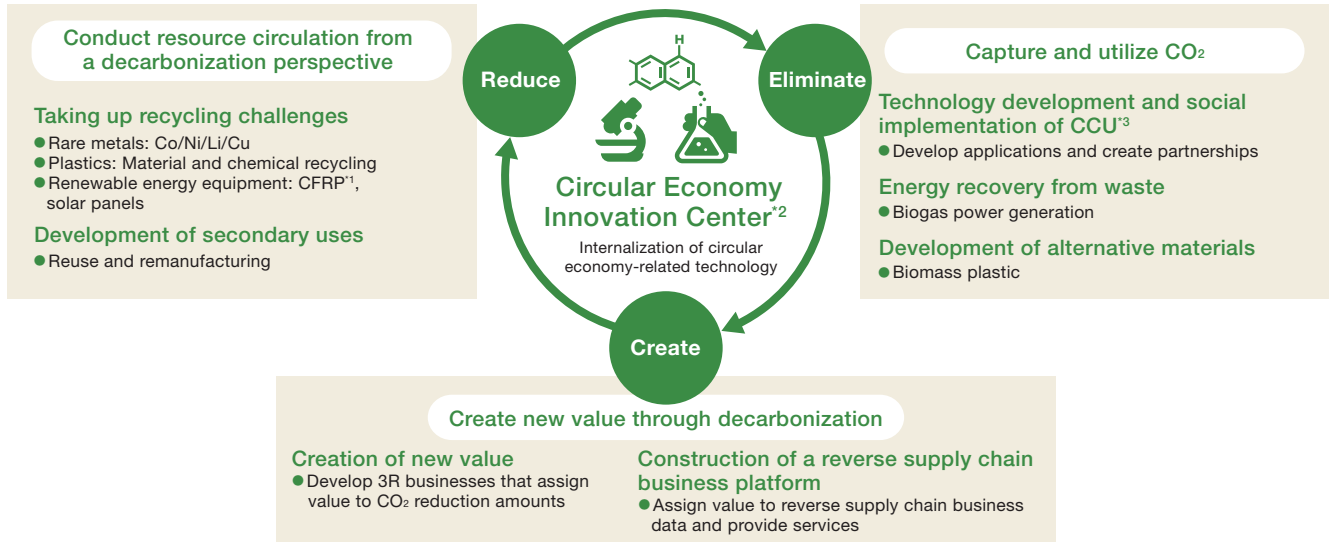 Conduct resource circulation from
a decarbonization perspective
Taking up recycling challenges
● Rare metals: Co/Ni/Li/Cu
● Plastics: Material and chemical recycling
● Renewable energy equipment: CFRP*1,
solar panels
Development of secondary uses
● Reuse and remanufacturing
Reduce
H
Eliminate
Circular Economy
Innovation Center*2
Internalization of circular
economy-related technology
Create
Capture and utilize CO2
Technology development and social
implementation of CCU*3
● Develop applications and create partnerships
Energy recovery from waste
● Biogas power generation
Development of alternative materials
● Biomass plastic
Create new value through decarbonization
Creation of new value
● Develop 3R businesses that assign
value to CO2 reduction amounts
Construction of a reverse supply chain
business platform
● Assign value to reverse supply chain business
data and provide services